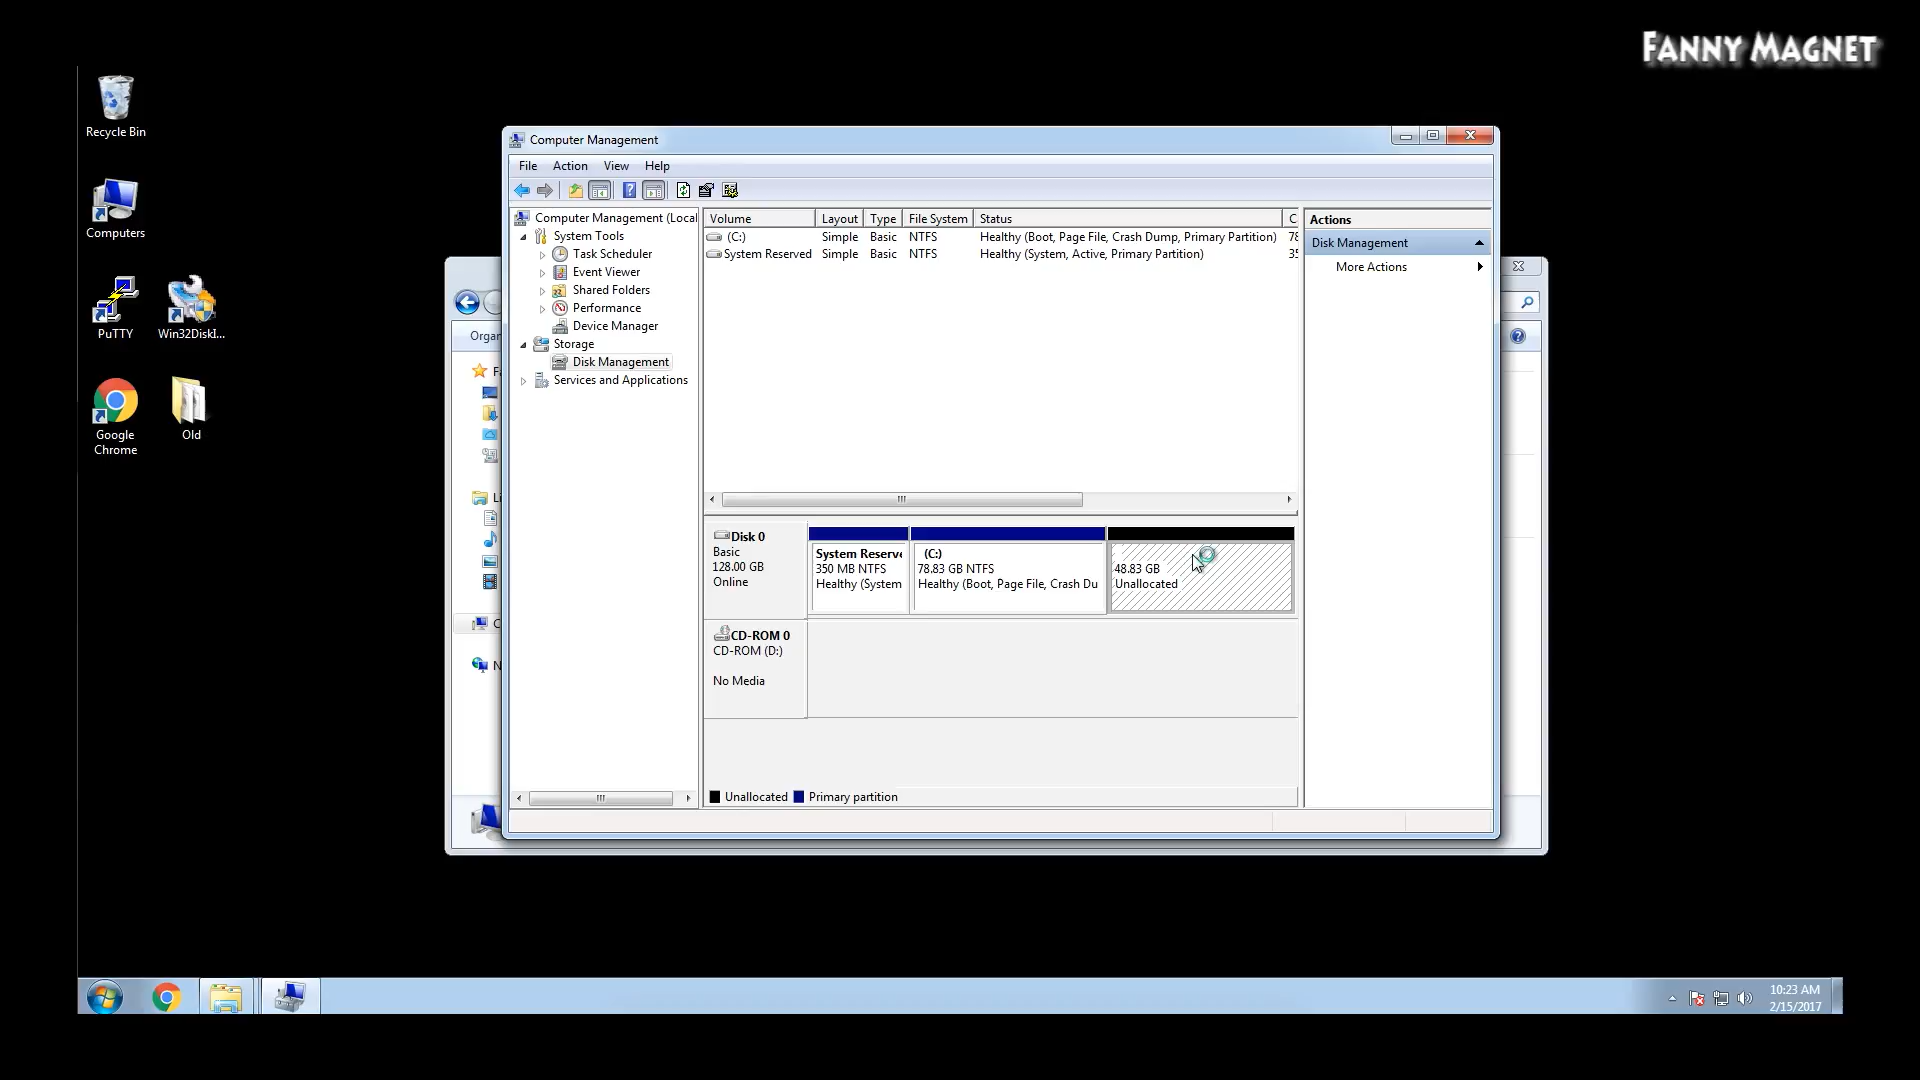 FANNY MAGNET
Recycle Bin
Computers
PuTTY
Win32DiskI...
Google
Chrome
Old
Computer Management
File Action View Help
Computer Management (Local
System Tools
Task Scheduler
Event Viewer
Shared Folders
Performance
Device Manager
Storage
Disk Management
Services and Applications
Volume Layout Type File System Status C
(C:) Simple Basic NTFS Healthy (Boot, Page File, Crash Dump, Primary Partition) 78
System Reserved Simple Basic NTFS Healthy (System, Active, Primary Partition) 35
Actions
Disk Management
More Actions
Organ
Disk 0
Basic
128.00 GB
Online
System Reserve
350 MB NTFS
Healthy (System
(C:)
78.83 GB NTFS
Healthy (Boot, Page File, Crash Du
48.83 GB
Unallocated
CD-ROM 0
CD-ROM (D:)
No Media
Unallocated Primary partition
10:23 AM
2/15/2017